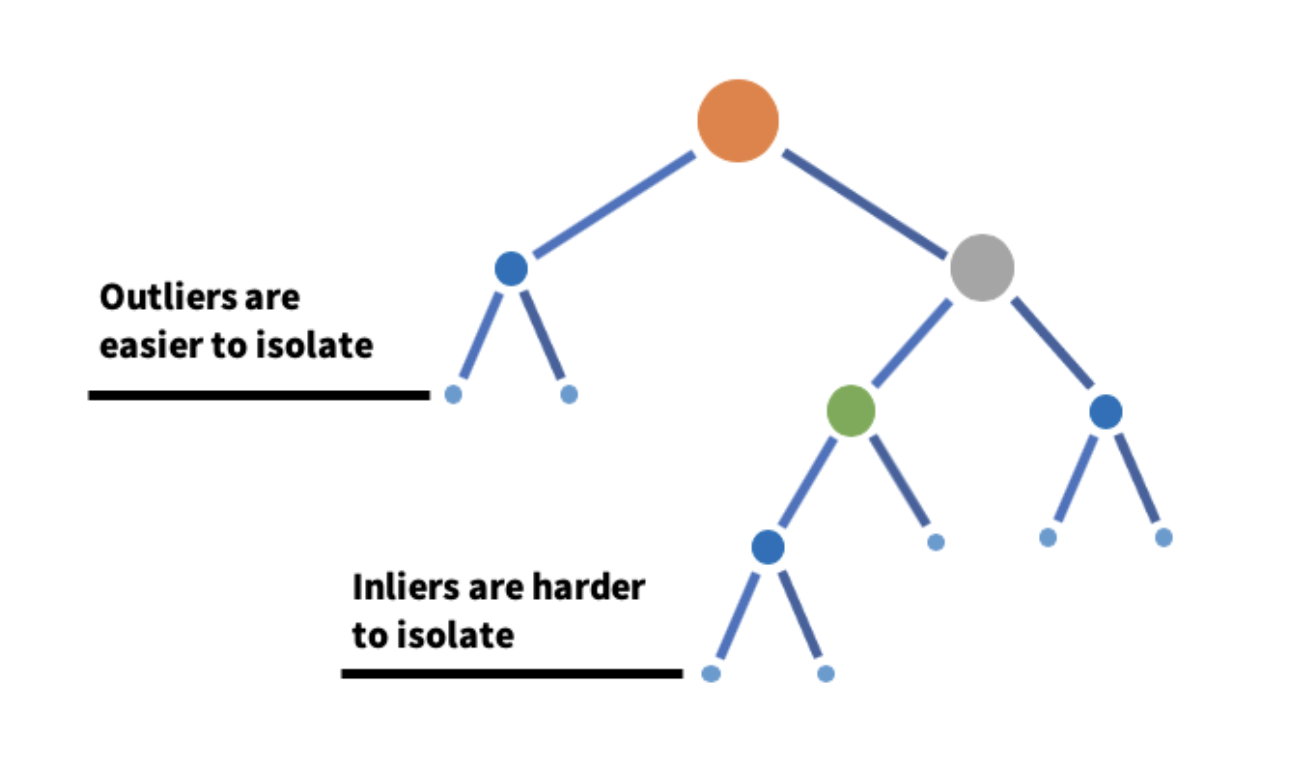 Outliers are
easier to isolate
Inliers are harder
to isolate